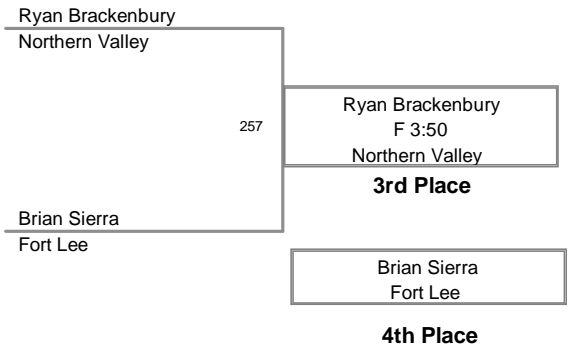 Ryan Brackenbury
Northern Valley
257
Ryan Brackenbury
F 3:50
Northern Valley
3rd Place
Brian Sierra
Fort Lee
Brian Sierra
Fort Lee
4th Place